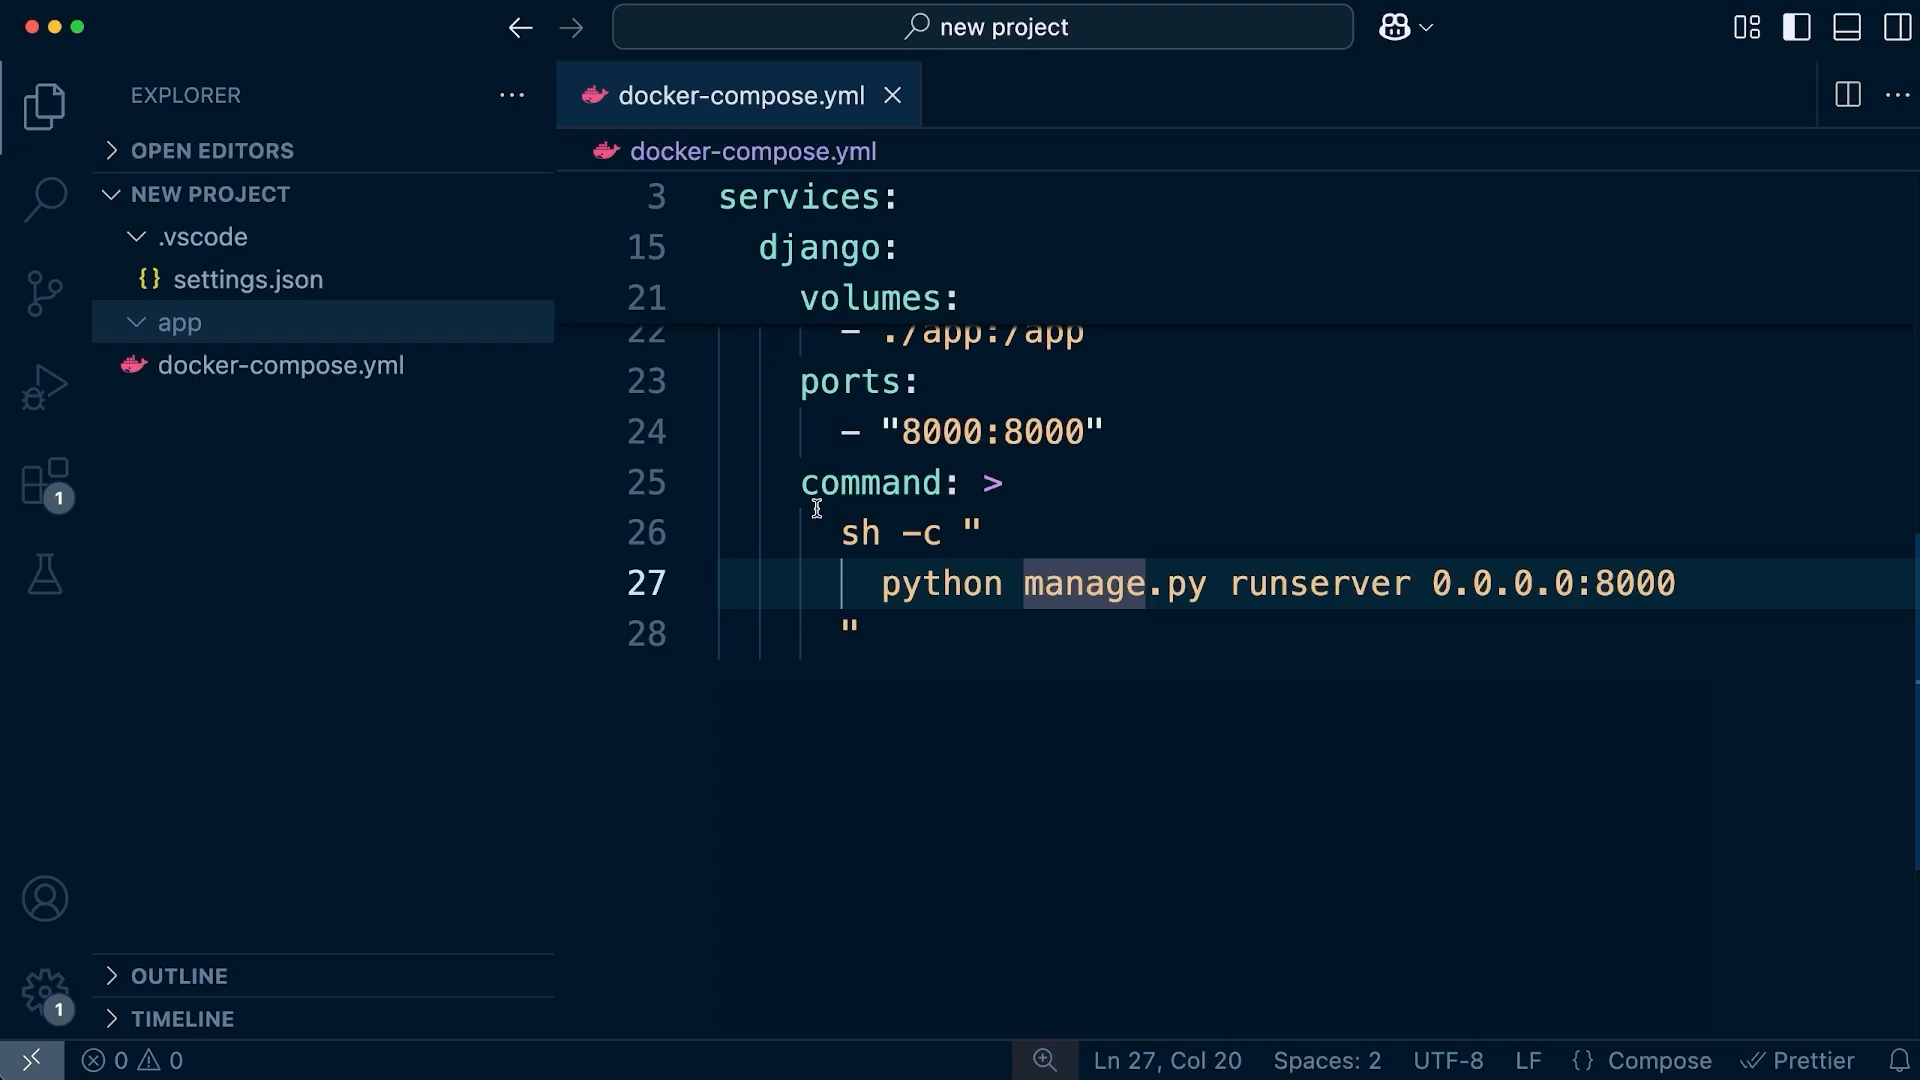 new project
EXPLORER
OPEN EDITORS
NEW PROJECT
.vscode
{} settings.json
app
docker-compose.yml
1
OUTLINE
1
TIMELINE
docker-compose.yml
docker-compose.yml
3 services:
15 django:
21 volumes:
22 - ./app:/app
23 ports:
24 - "8000:8000"
25 command: >
26 sh -c "
27 python manage.py runserver 0.0.0.0:8000
28 "
0 0
Ln 27, Col 20 Spaces: 2 UTF-8 LF {} Compose Prettier